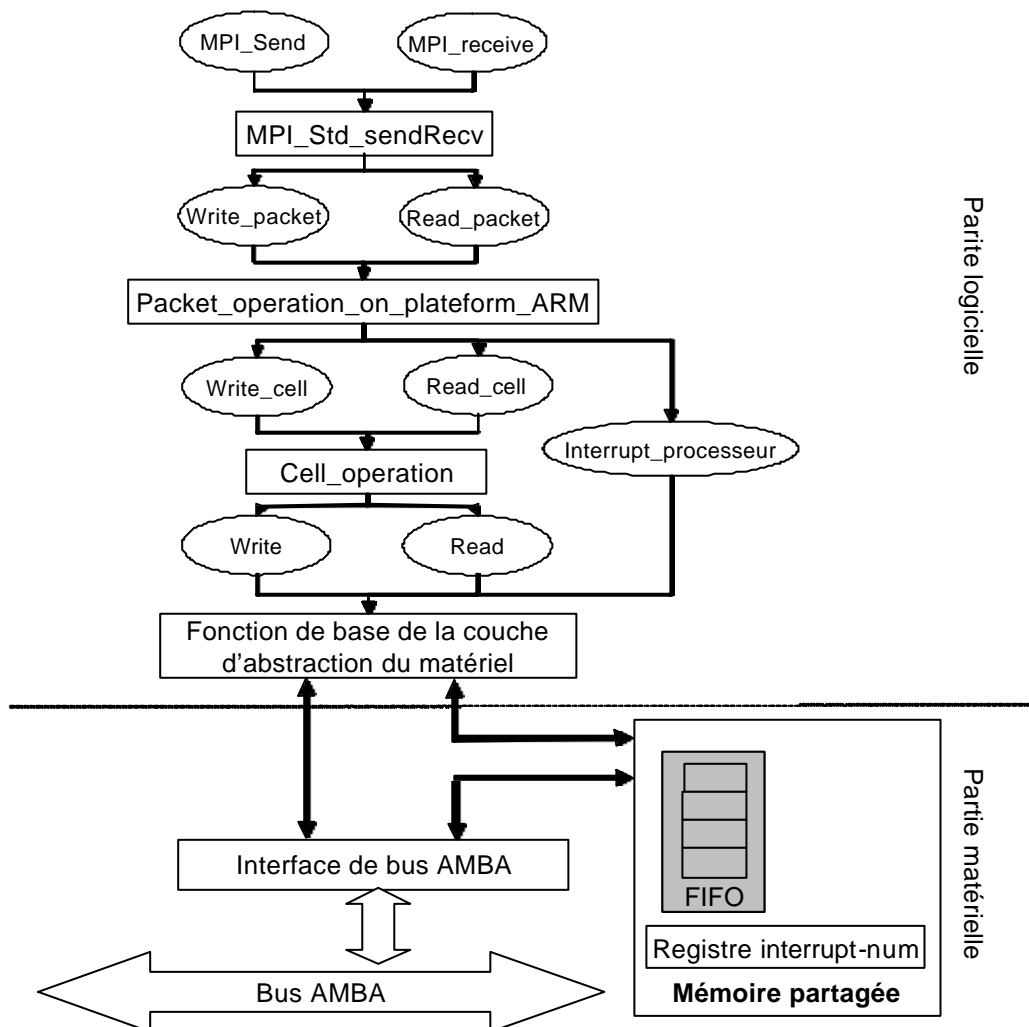 MPI_Send
MPI_receive
MPI_Std_sendRecv
Write_packet
Read_packet
Packet_operation_on_plateform_ARM
Write_cell
Read_cell
Interrupt_processeur
Cell_operation
Write
Read
Fonction de base de la couche
d'abstraction du matériel
Parite logicielle
Interface de bus AMBA
Bus AMBA
FIFO
Registre interrupt-num
Mémoire partagée
Partie matérielle